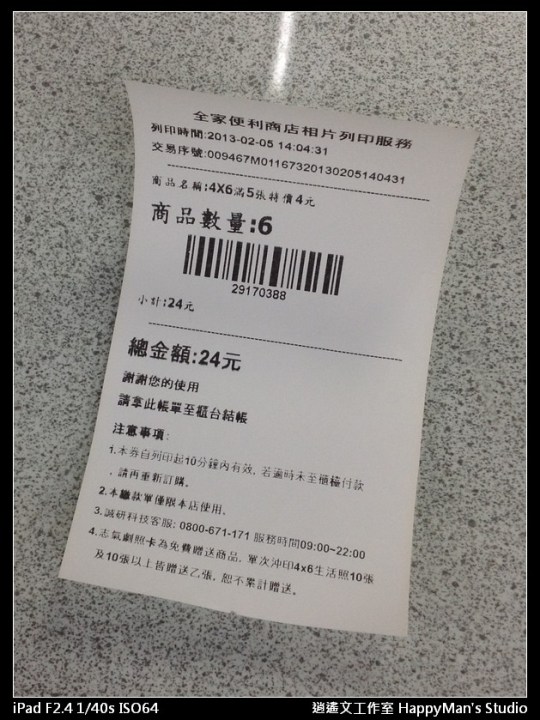 全家便利商店相片列印服務
列印時間:2013-02-05 14:04:31
交易序號:009467M01167320130205140431
商品名稱:4X6滿5張特價4元
商品數量:6
29170388
小計:24元
總金額:24元
謝謝您的使用
請拿此帳單至櫃台結帳
注意事項:
1.本券自列印起10分鐘內有效, 若逾時未至櫃檯付款
, 請再重新訂購。
2.本繳款單僅限本店使用。
3.誠研科技客服: 0800-671-171 服務時間09:00~22:00
4.志氣劇照卡為免費贈送商品, 單次沖印4x6生活照10張
及10張以上皆贈送乙張, 恕不累計贈送。
iPad F2.4 1/40s ISO64
逍遙文工作室 HappyMan's Studio